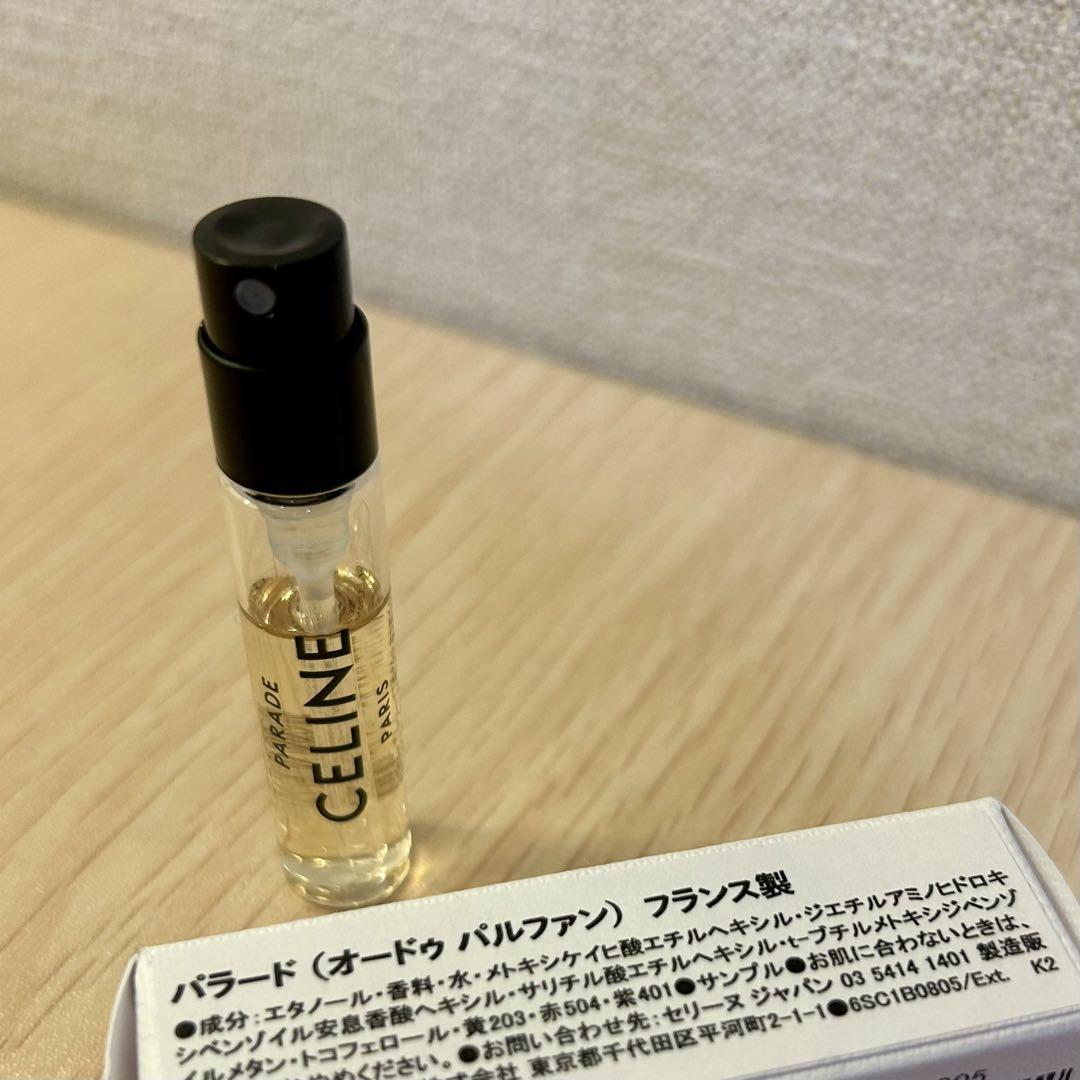 PARADE
CELINE
PARIS
パラード（オードゥ パルファン）フランス製
●成分：エタノール・香料・水・メトキシケイヒ酸エチルヘキシル・ジエチルアミノヒドロキ
シベンゾイル安息香酸ヘキシル・サリチル酸エチルヘキシル・t-ブチルメトキシジベンゾ
イルメタン・トコフェロール・黄203・赤504・紫401●サンプル●お肌に合わないときは、
めください。●お問い合わせ先：セリーヌ ジャパン 03 5414 1401 製造販
式会社 東京都千代田区平河町2-1-1●6SC1B0805/Ext. K2